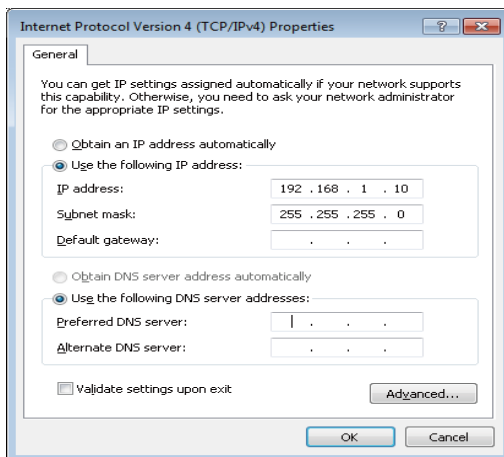 Internet Protocol Version 4 (TCP/IPv4) Properties
General
You can get IP settings assigned automatically if your network supports
this capability. Otherwise, you need to ask your network administrator
for the appropriate IP settings.
Obtain an IP address automatically
Use the following IP address:
IP address: 192 . 168 . 1 . 10
Subnet mask: 255 . 255 . 255 . 0
Default gateway: . . .
Obtain DNS server address automatically
Use the following DNS server addresses:
Preferred DNS server: . . .
Alternate DNS server: . . .
Validate settings upon exit
Advanced...
OK Cancel